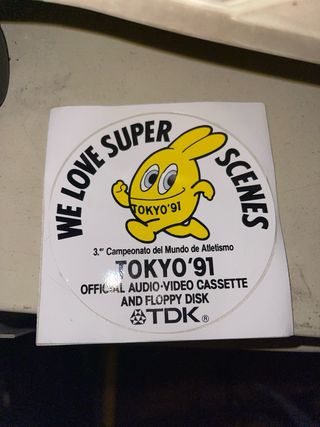 WE LOVE SUPER SCENES
TOKYO'91
3.er Campeonato del Mundo de Atletismo
TOKYO'91
OFFICIAL AUDIO·VIDEO CASSETTE
AND FLOPPY DISK
TDK®